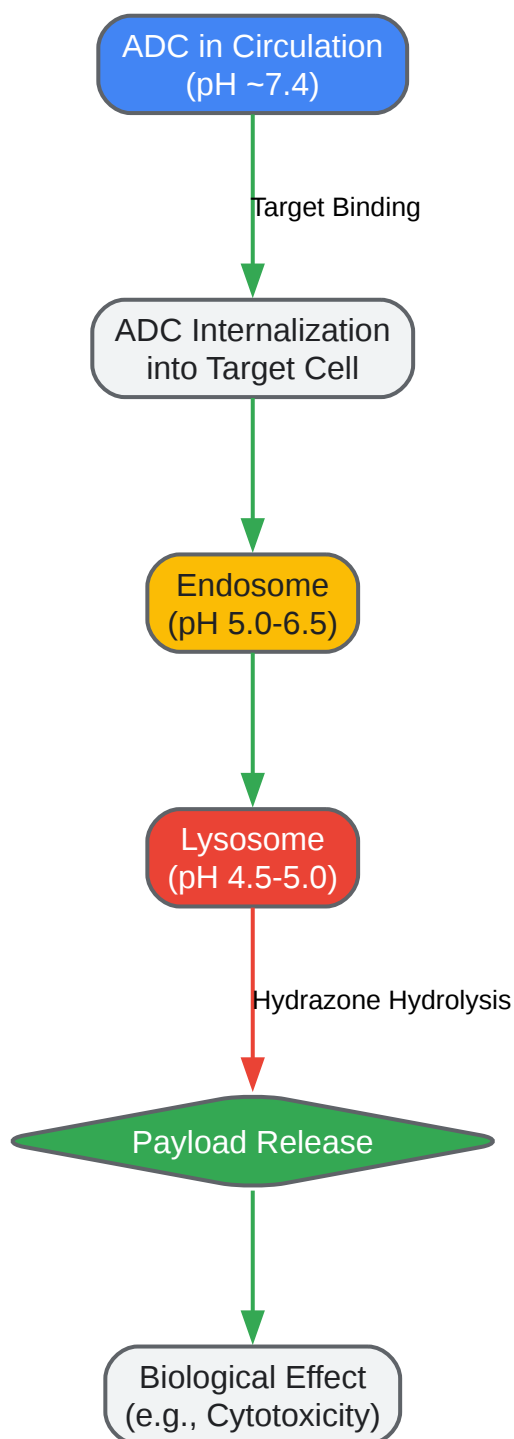 ADC in Circulation
(pH ~7.4)
Target Binding
ADC Internalization
into Target Cell
Endosome
(pH 5.0-6.5)
Lysosome
(pH 4.5-5.0)
Hydrazone Hydrolysis
Payload Release
Biological Effect
(e.g., Cytotoxicity)